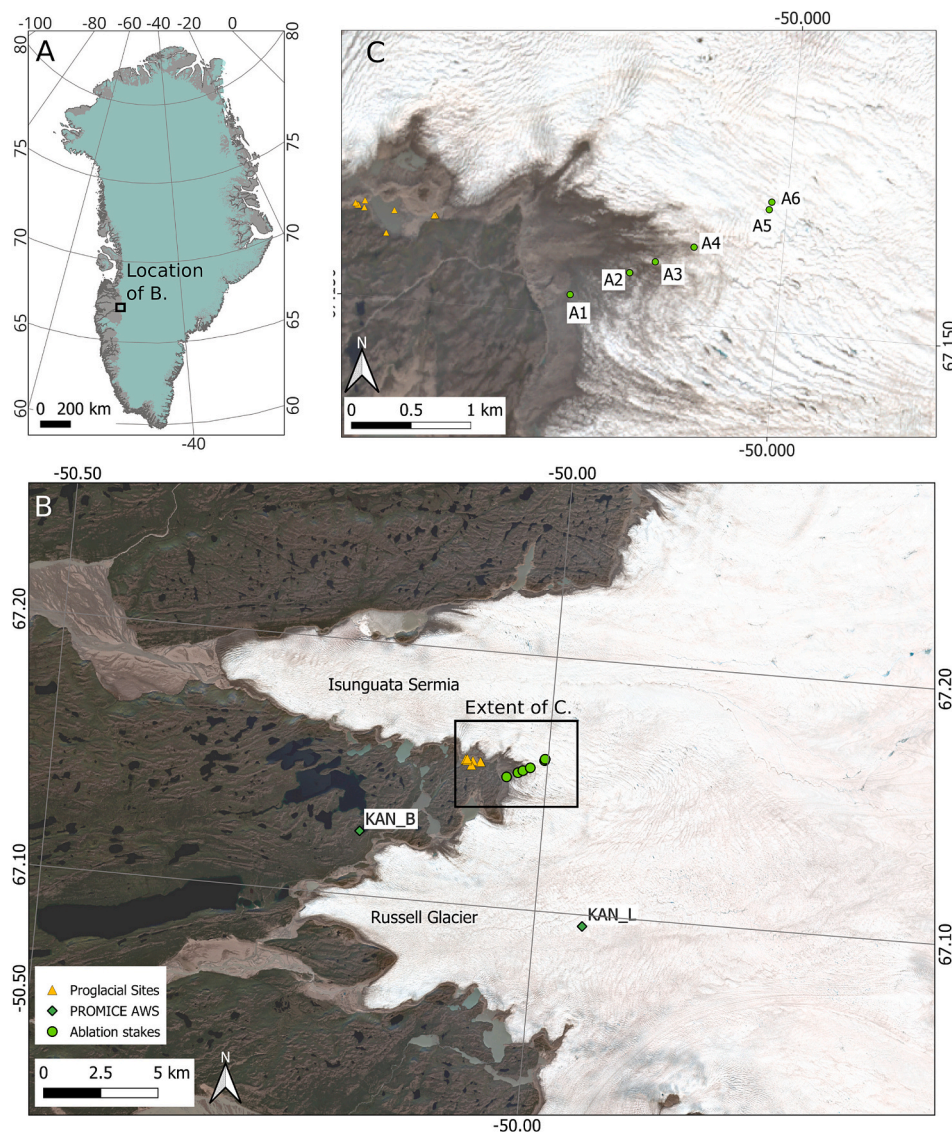 -100 -80 -60 -40 -20 0
80
80
A
75
75
70
70
Location
of B.
65
65
60
60
0 200 km
-40
-50.000
C
A6
A5
A4
A3
A2
A1
67.150
N
0 0.5 1 km
-50.000
-50.50 -50.00
B
67.20
67.20
Isunguata Sermia
Extent of C.
KAN_B
67.10
67.10
Russell Glacier
KAN_L
-50.50
Proglacial Sites
PROMICE AWS
Ablation stakes
N
0 2.5 5 km
-50.00